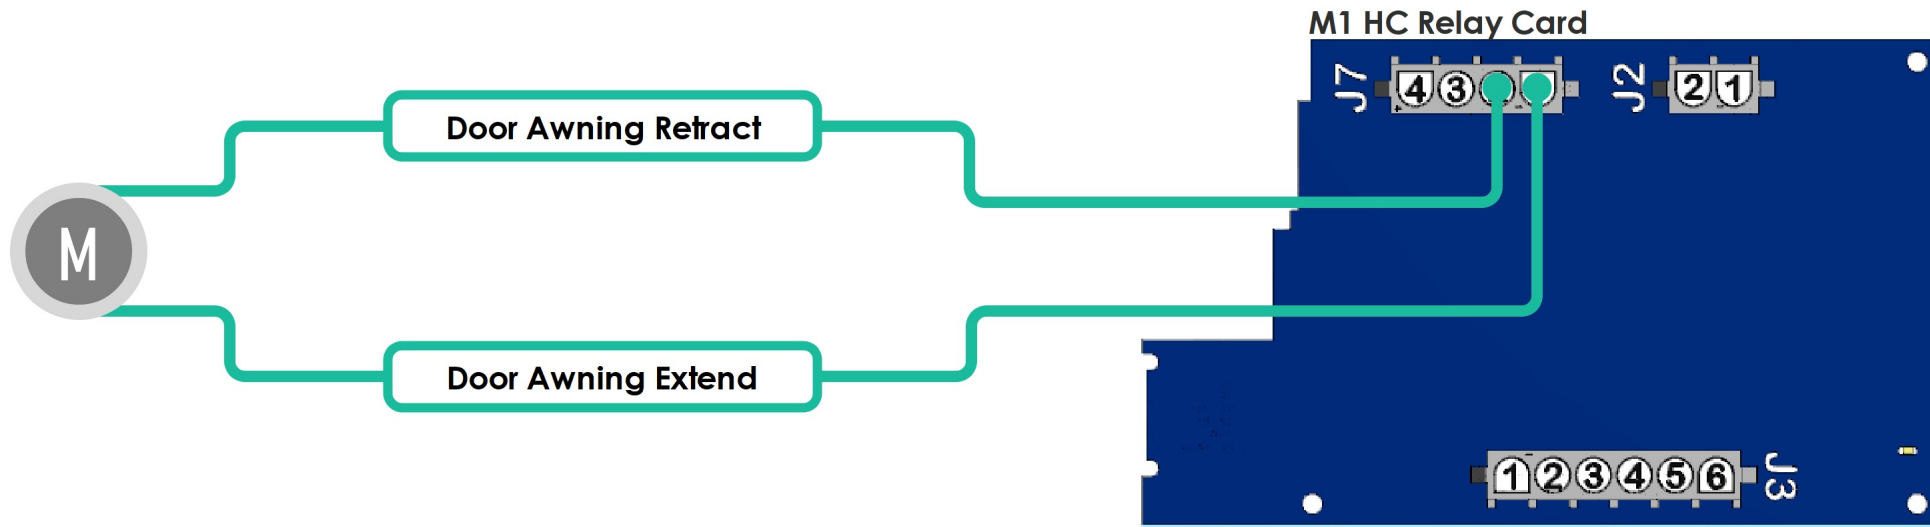 M1 HC Relay Card
J7
4 3
J2
2 1
Door Awning Retract
M
Door Awning Extend
1 2 3 4 5 6
J3